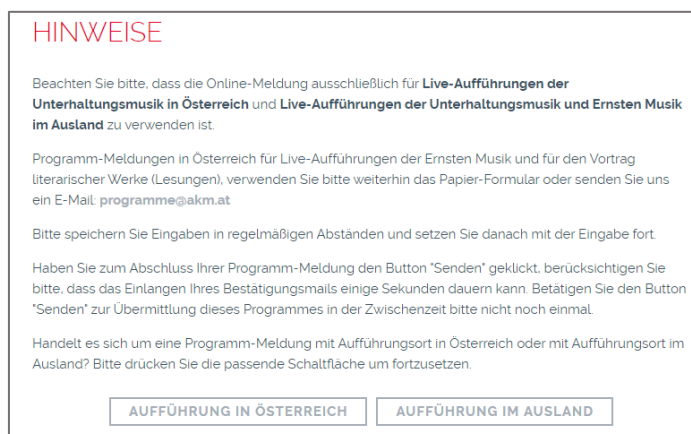 HINWEISE
Beachten Sie bitte, dass die Online-Meldung ausschließlich für Live-Aufführungen der
Unterhaltungsmusik in Österreich und Live-Aufführungen der Unterhaltungsmusik und Ernsten Musik
im Ausland zu verwenden ist.
Programm-Meldungen in Österreich für Live-Aufführungen der Ernsten Musik und für den Vortrag
literarischer Werke (Lesungen), verwenden Sie bitte weiterhin das Papier-Formular oder senden Sie uns
ein E-Mail: programme@akm.at
Bitte speichern Sie Eingaben in regelmäßigen Abständen und setzen Sie danach mit der Eingabe fort.
Haben Sie zum Abschluss Ihrer Programm-Meldung den Button "Senden" geklickt, berücksichtigen Sie
bitte, dass das Einlangen Ihres Bestätigungsmails einige Sekunden dauern kann. Betätigen Sie den Button
"Senden" zur Übermittlung dieses Programmes in der Zwischenzeit bitte nicht noch einmal.
Handelt es sich um eine Programm-Meldung mit Aufführungsort in Österreich oder mit Aufführungsort im
Ausland? Bitte drücken Sie die passende Schaltfläche um fortzusetzen.
AUFFÜHRUNG IN ÖSTERREICH AUFFÜHRUNG IM AUSLAND